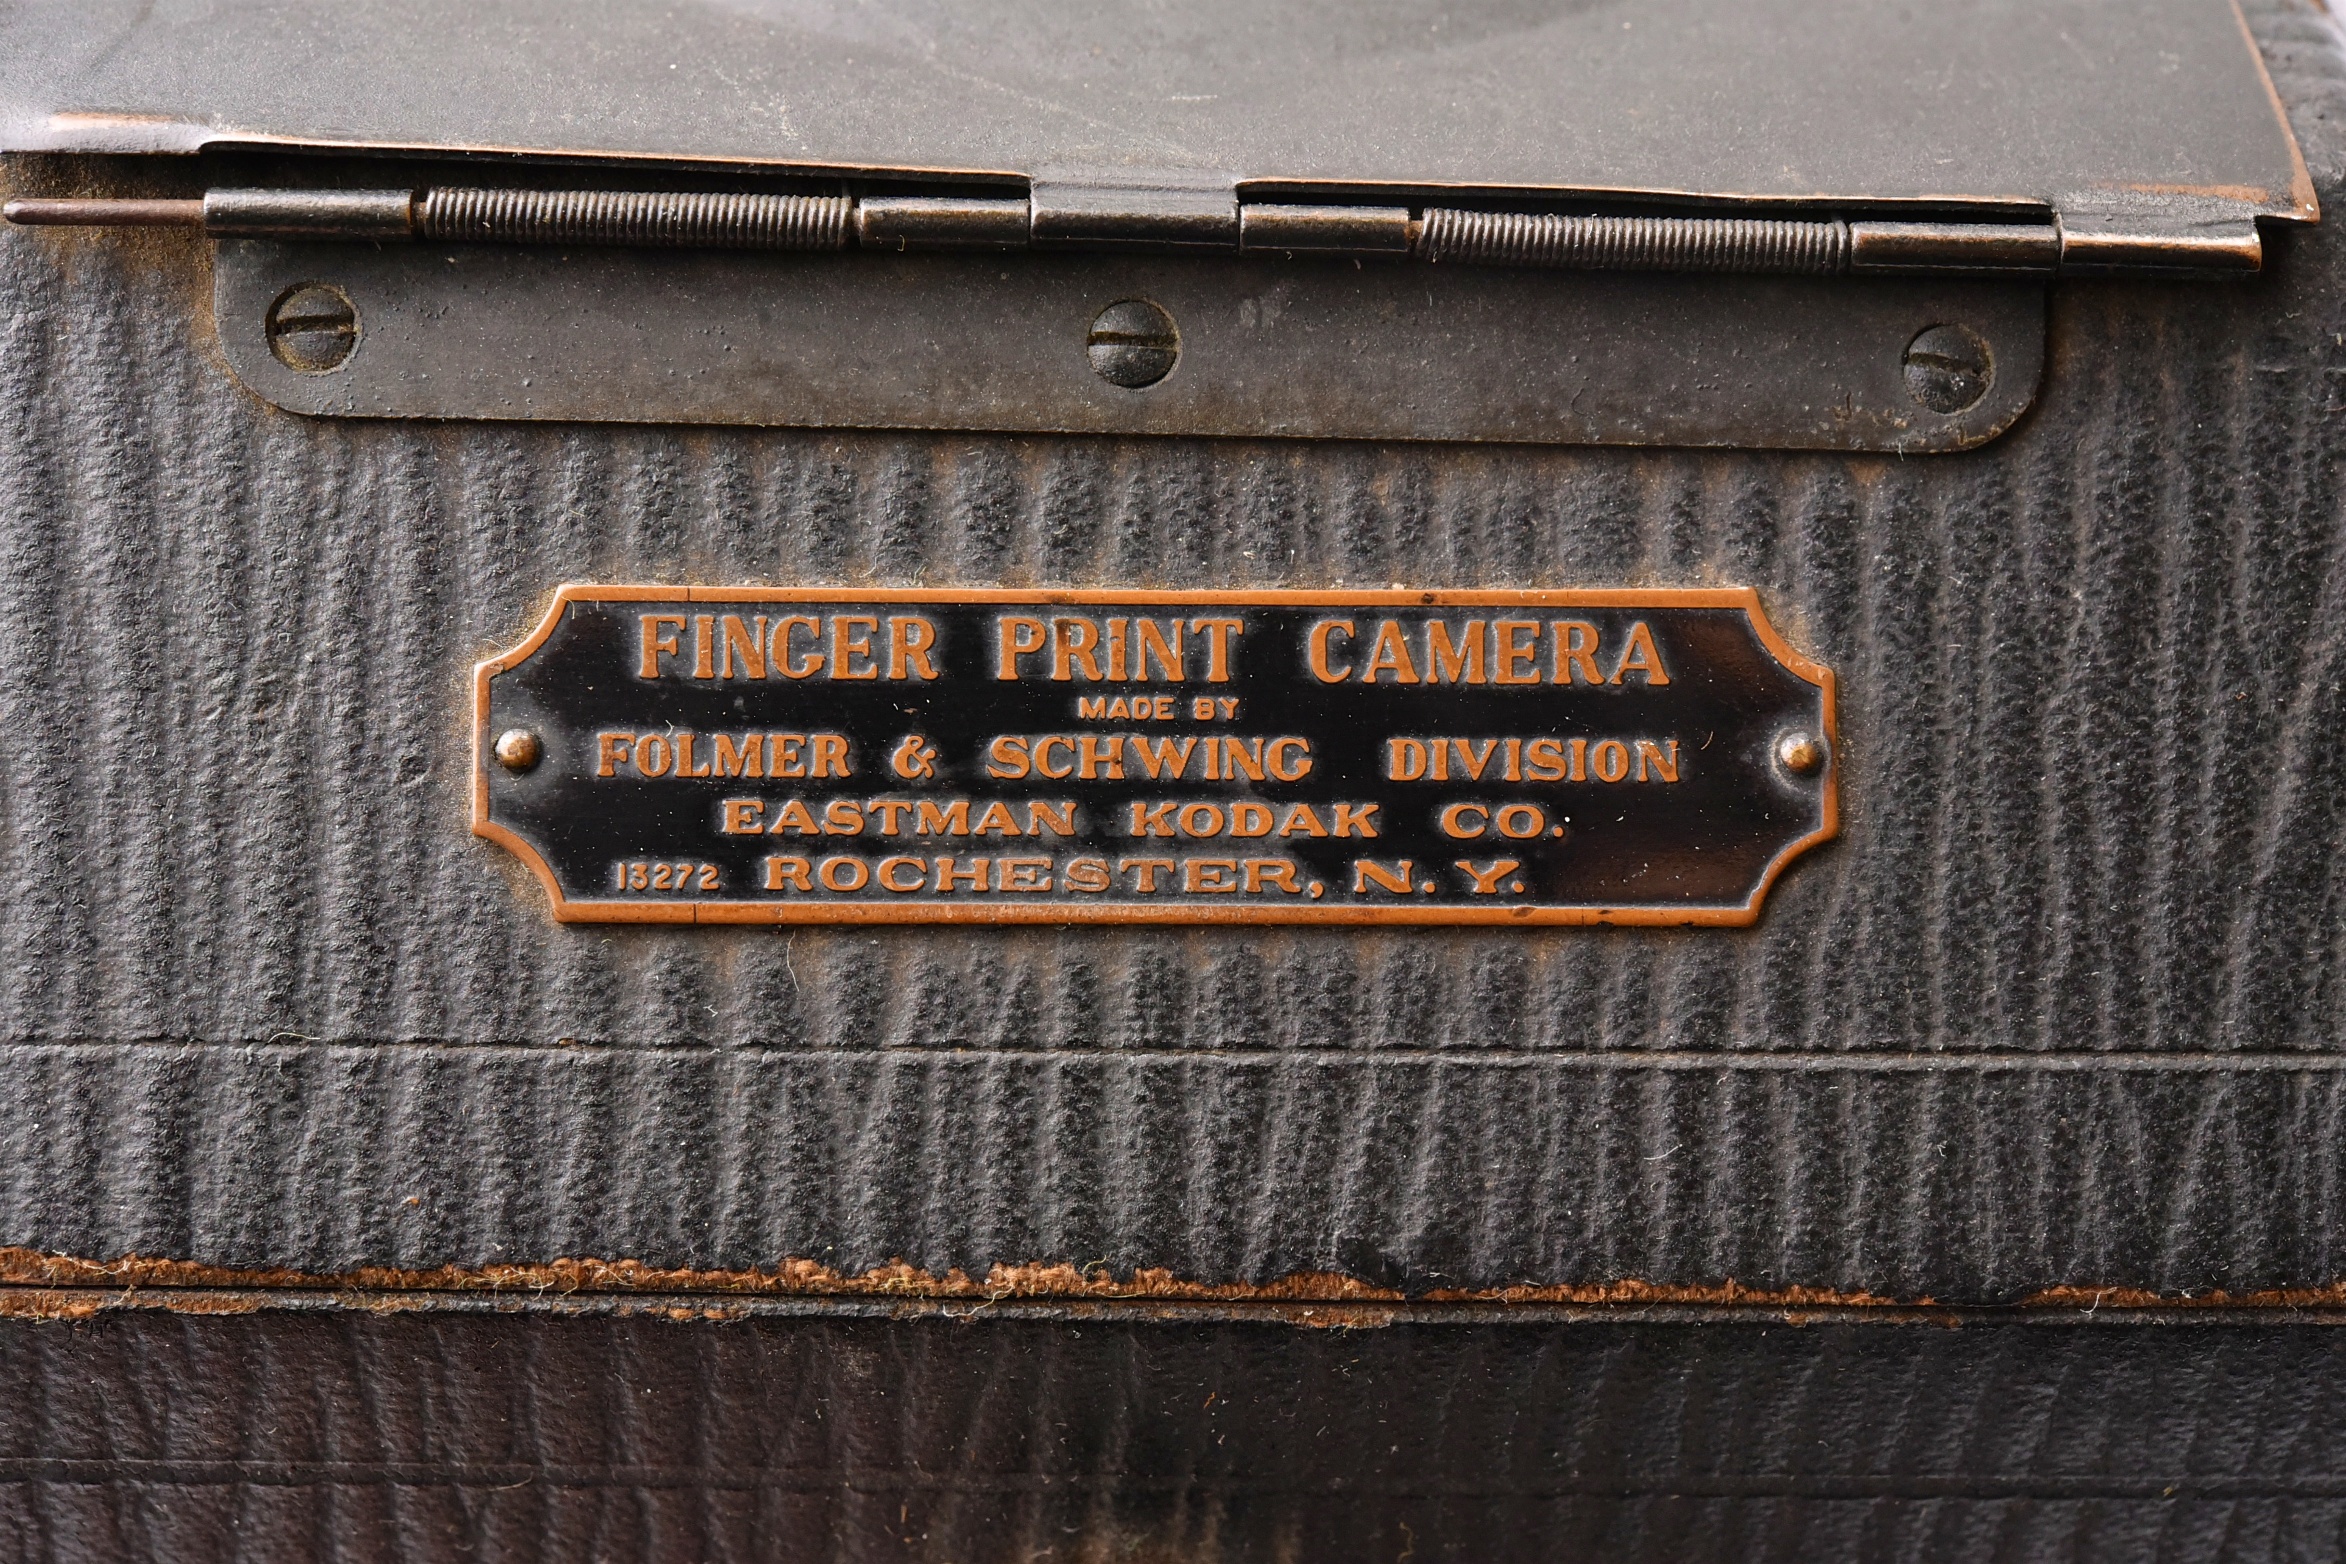 FINGER PRINT CAMERA
MADE BY
FOLMER & SCHWING DIVISION
EASTMAN KODAK CO.
13272 ROCHESTER, N. Y.